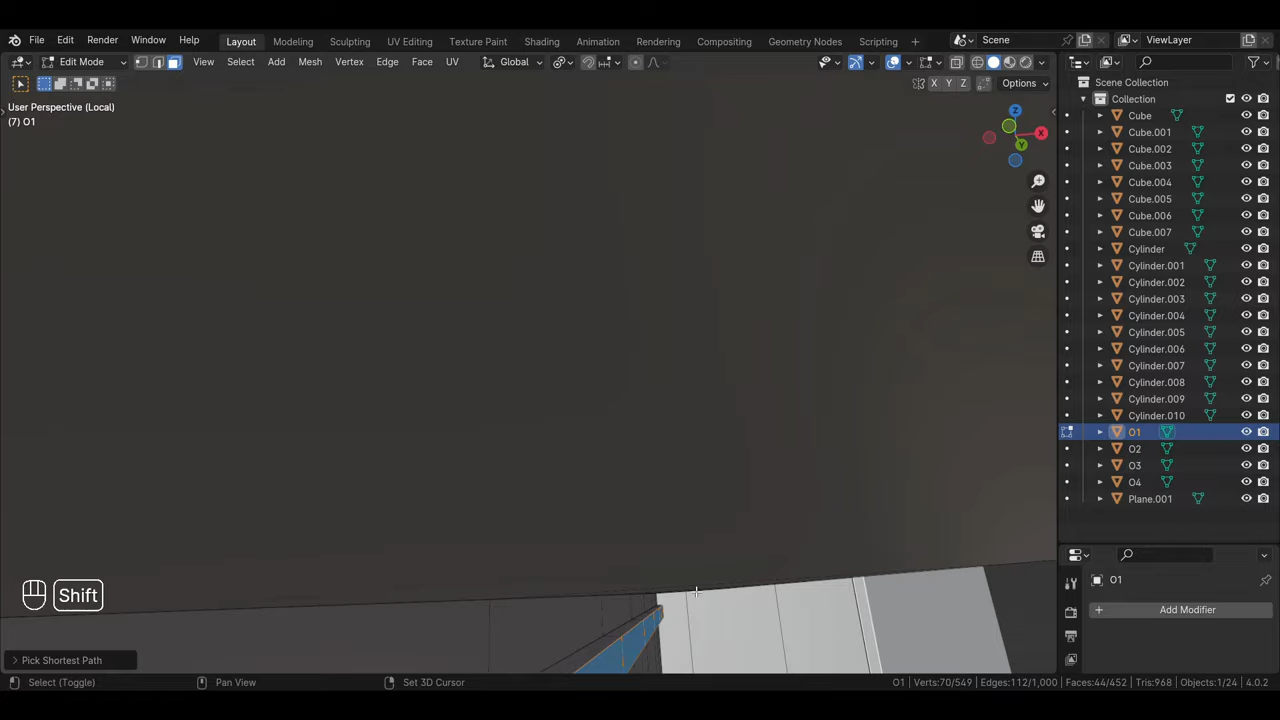 File Edit Render Window Help Layout Modeling Sculpting UV Editing Texture Paint Shading Animation Rendering Compositing Geometry Nodes Scripting + Scene ViewLayer
Edit Mode View Select Add Mesh Vertex Edge Face UV Global
X Y Z Options
User Perspective (Local)
(7) O1
Z
X
Y
Scene Collection
Collection
Cube
Cube.001
Cube.002
Cube.003
Cube.004
Cube.005
Cube.006
Cube.007
Cylinder
Cylinder.001
Cylinder.002
Cylinder.003
Cylinder.004
Cylinder.005
Cylinder.006
Cylinder.007
Cylinder.008
Cylinder.009
Cylinder.010
O1
O2
O3
O4
Plane.001
O1
+ Add Modifier
Shift
Pick Shortest Path
Select (Toggle) Pan View Set 3D Cursor O1 | Verts:70/549 | Edges:112/1,000 | Faces:44/452 | Tris:968 | Objects:1/24 | 4.0.2